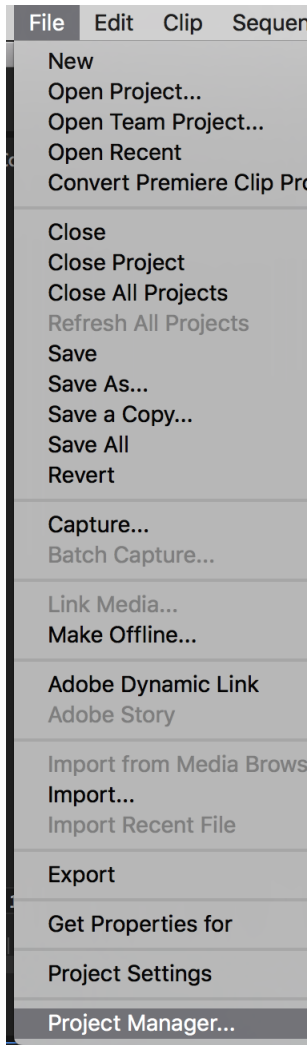 File Edit Clip Sequen
New
Open Project...
Open Team Project...
Open Recent
Convert Premiere Clip Pro
Close
Close Project
Close All Projects
Refresh All Projects
Save
Save As...
Save a Copy...
Save All
Revert
Capture...
Batch Capture...
Link Media...
Make Offline...
Adobe Dynamic Link
Adobe Story
Import from Media Brows
Import...
Import Recent File
Export
Get Properties for
Project Settings
Project Manager...